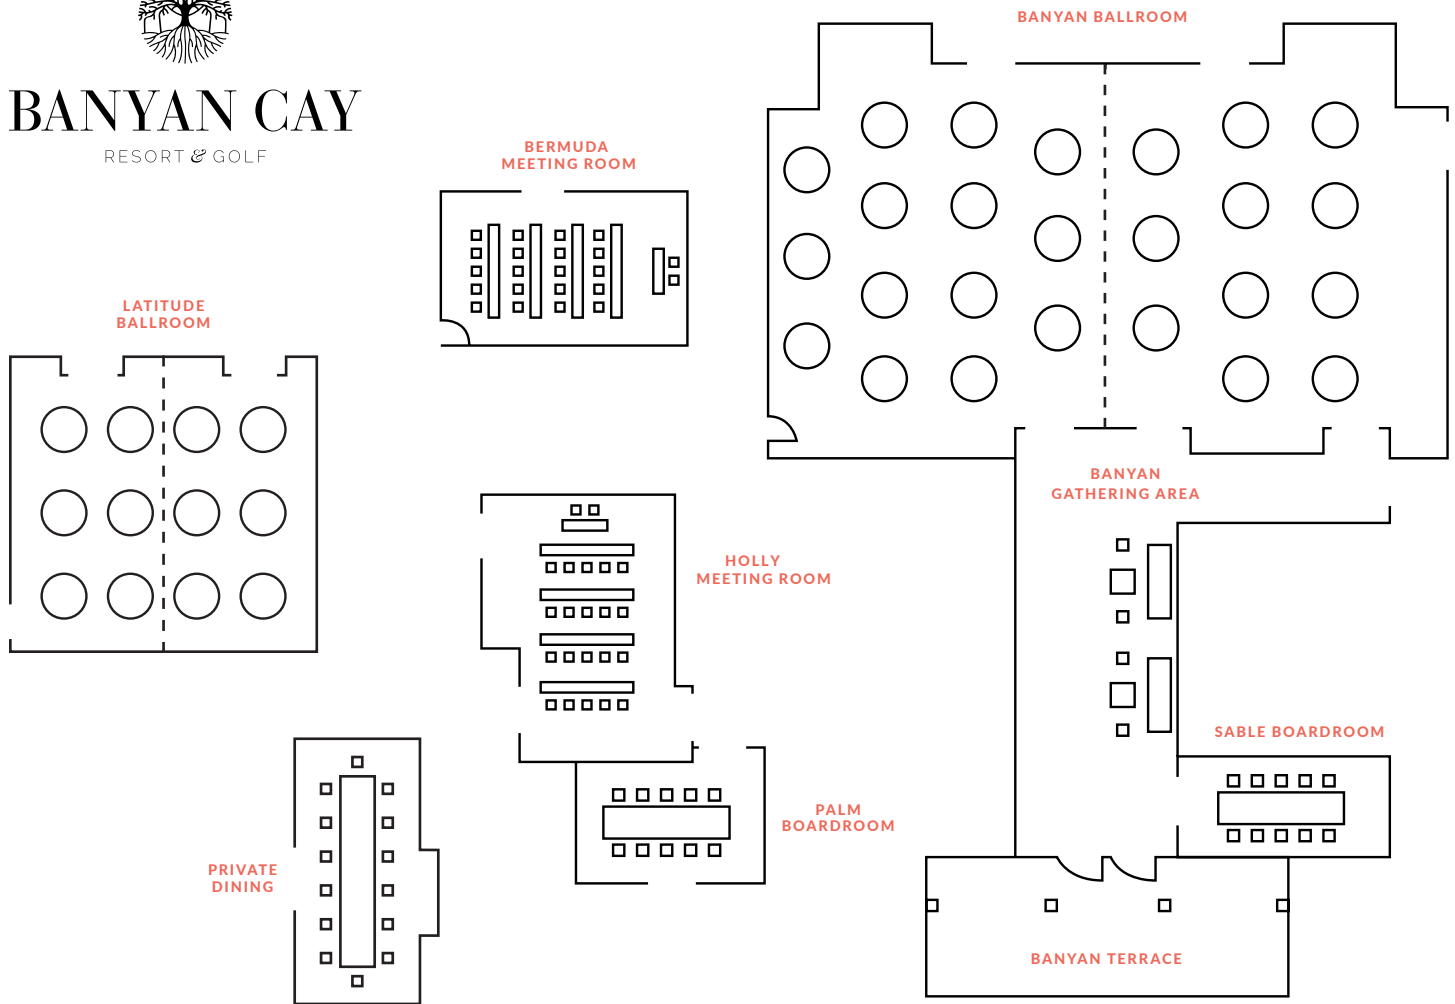 BANYAN CAY
RESORT & GOLF
BANYAN BALLROOM
BERMUDA
MEETING ROOM
LATITUDE
BALLROOM
BANYAN
GATHERING AREA
HOLLY
MEETING ROOM
SABLE BOARDROOM
PALM
BOARDROOM
PRIVATE
DINING
BANYAN TERRACE